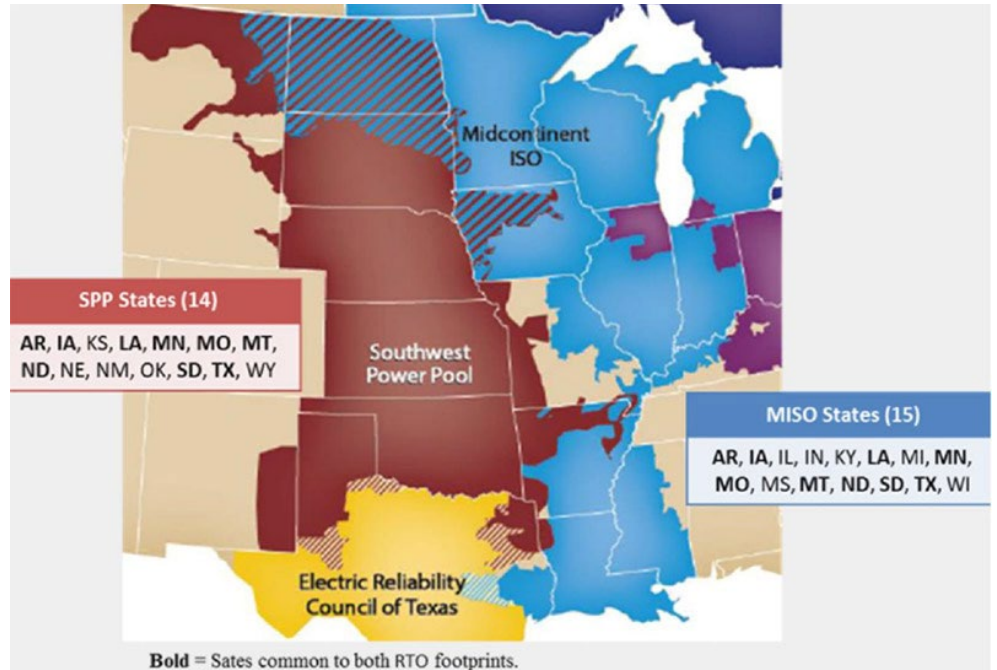 Midcontinent
ISO
SPP States (14)
AR, IA, KS, LA, MN, MO, MT,
ND, NE, NM, OK, SD, TX, WY
Southwest
Power Pool
MISO States (15)
AR, IA, IL, IN, KY, LA, MI, MN,
MO, MS, MT, ND, SD, TX, WI
Electric Reliability
Council of Texas
Bold = Sates common to both RTO footprints.